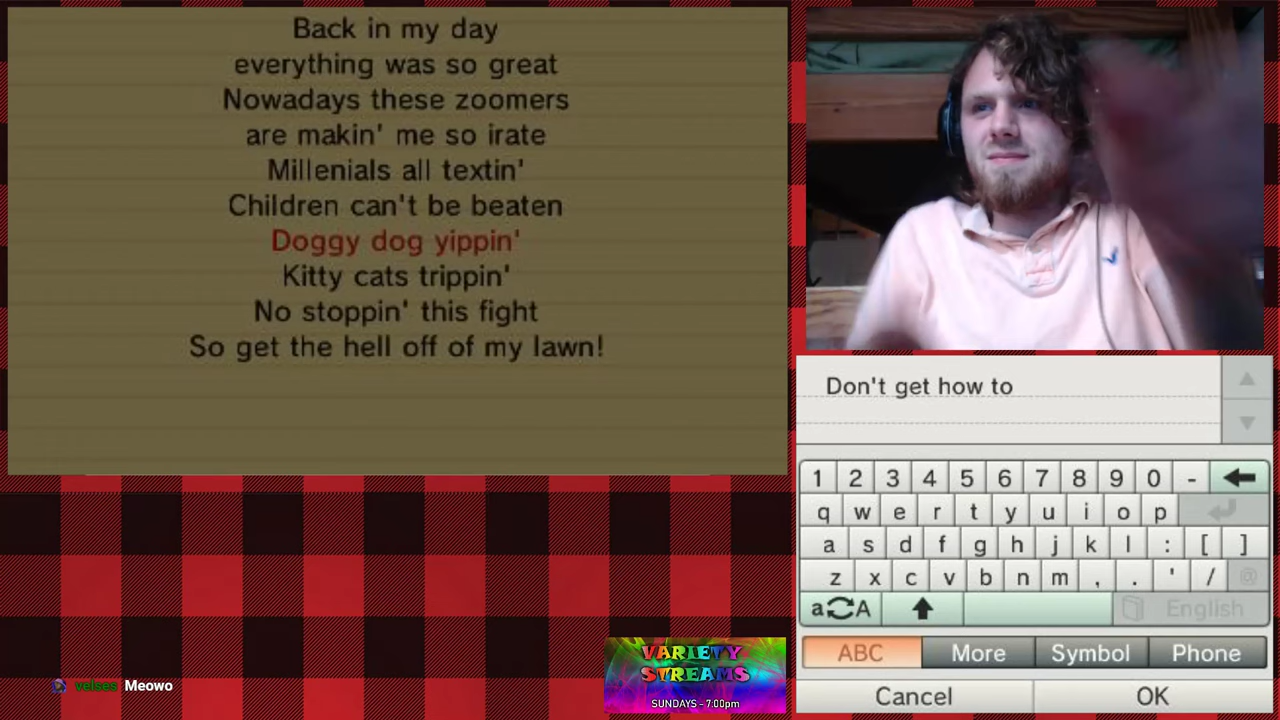 Back in my day
everything was so great
Nowadays these zoomers
are makin' me so irate
Millenials all textin'
Children can't be beaten
Doggy dog yippin'
Kitty cats trippin'
No stoppin' this fight
So get the hell off of my lawn!
Don't get how to
1 2 3 4 5 6 7 8 9 0 -
q w e r t y u i o p
a s d f g h j k l : [ ]
z x c v b n m , . ' / @
a A English
ABC More Symbol Phone
Cancel OK
VARIETY
STREAMS
SUNDAYS - 7:00pm
velses Meowo